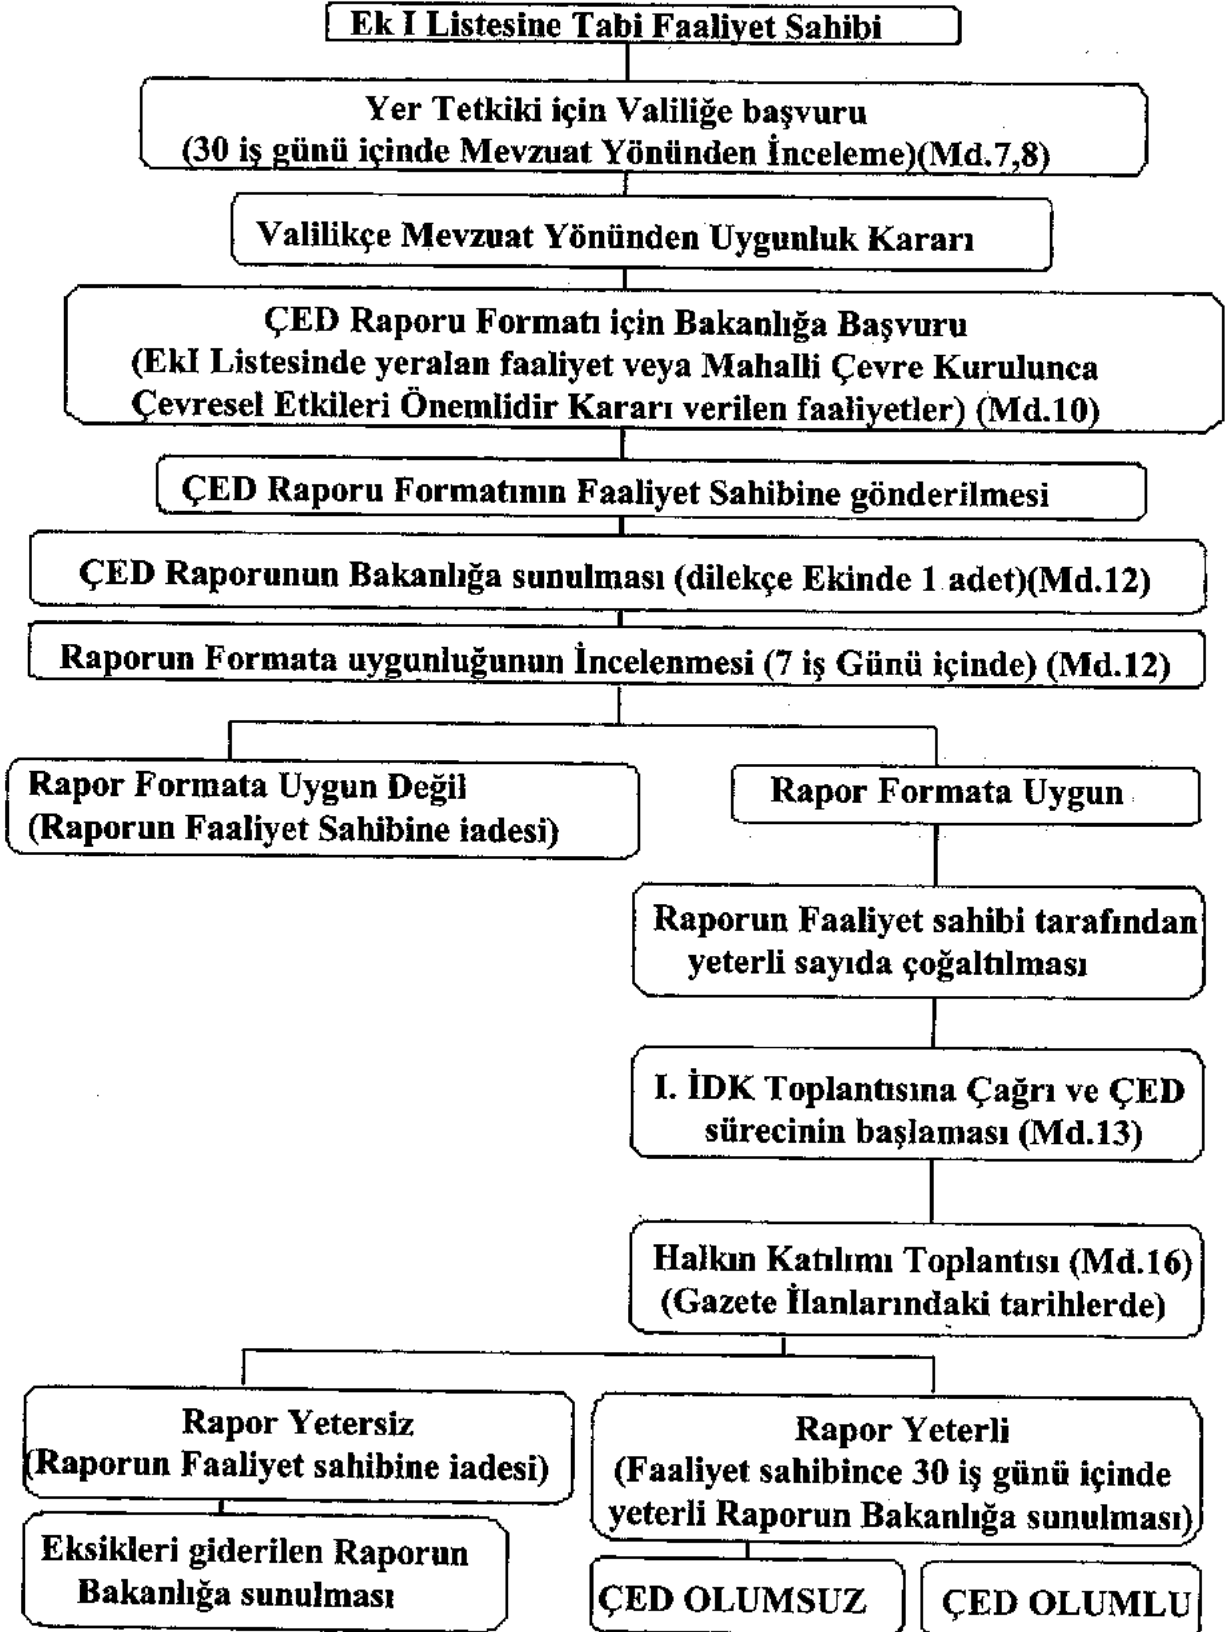 Ek I Listesine Tabi Faaliyet Sahibi
Yer Tetkiki için Valiliğe başvuru
(30 iş günü içinde Mevzuat Yönünden İnceleme)(Md.7,8)
Valilikçe Mevzuat Yönünden Uygunluk Kararı
ÇED Raporu Formatı için Bakanlığa Başvuru
(EkI Listesinde yeralan faaliyet veya Mahalli Çevre Kurulunca
Çevresel Etkileri Önemlidir Kararı verilen faaliyetler) (Md.10)
ÇED Raporu Formatının Faaliyet Sahibine gönderilmesi
ÇED Raporunun Bakanlığa sunulması (dilekçe Ekinde 1 adet)(Md.12)
Raporun Formata uygunluğunun İncelenmesi (7 iş Günü içinde) (Md.12)
Rapor Formata Uygun Değil
(Raporun Faaliyet Sahibine iadesi)
Rapor Formata Uygun
Raporun Faaliyet sahibi tarafından
yeterli sayıda çoğaltılması
I. İDK Toplantısına Çağrı ve ÇED
sürecinin başlaması (Md.13)
Halkın Katılımı Toplantısı (Md.16)
(Gazete İlanlarındaki tarihlerde)
Rapor Yetersiz
(Raporun Faaliyet sahibine iadesi)
Eksikleri giderilen Raporun
Bakanlığa sunulması
Rapor Yeterli
(Faaliyet sahibince 30 iş günü içinde
yeterli Raporun Bakanlığa sunulması)
ÇED OLUMSUZ
ÇED OLUMLU